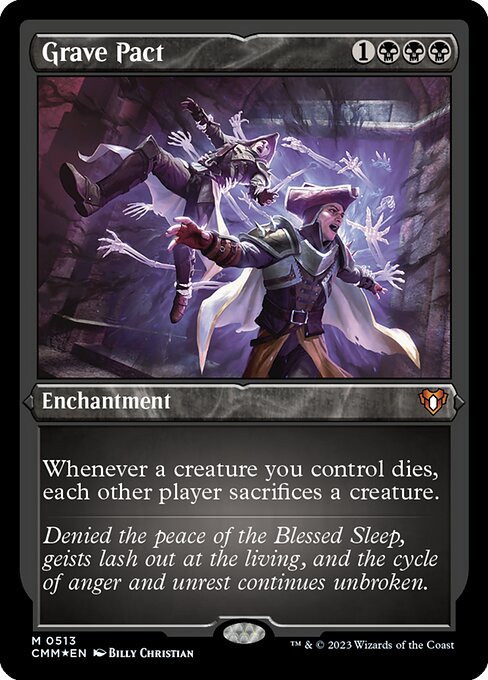 Grave Pact 1
Enchantment
Whenever a creature you control dies,
each other player sacrifices a creature.
Denied the peace of the Blessed Sleep,
geists lash out at the living, and the cycle
of anger and unrest continues unbroken.
M 0513
CMM★EN Billy Christian
™ & © 2023 Wizards of the Coast